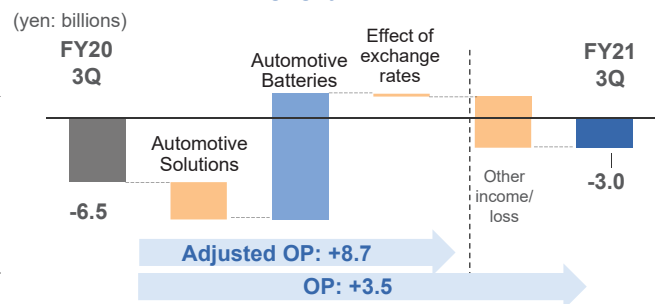 (yen: billions)
FY20
3Q
Automotive
Solutions
Automotive
Batteries
Effect of
exchange
rates
FY21
3Q
-6.5
Other
income/
loss
-3.0
Adjusted OP: +8.7
OP: +3.5